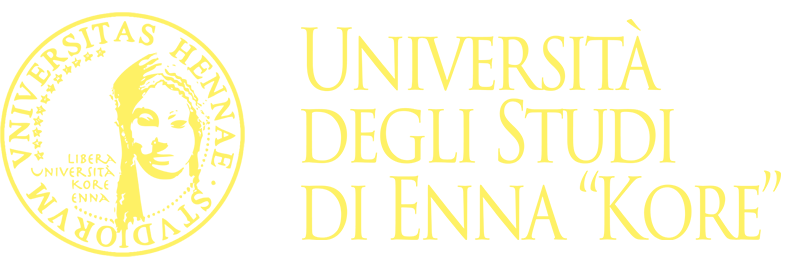 VNIVERSITAS HENNAE · STVDIORVM
LIBERA
UNIVERSITÀ
KORE
ENNA
UNIVERSITÀ
DEGLI STUDI
DI ENNA “KORE”